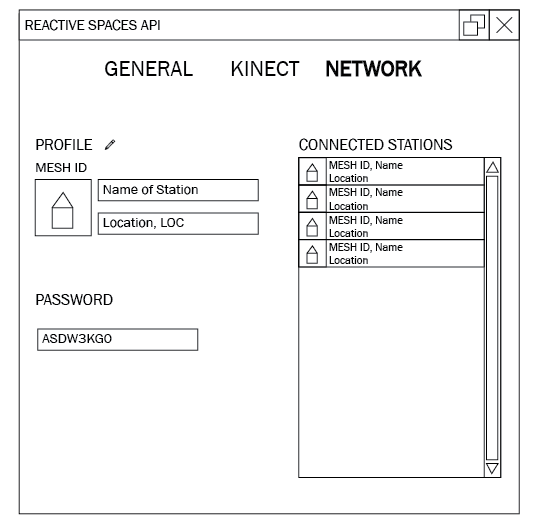 REACTIVE SPACES API
GENERAL KINECT NETWORK
PROFILE
MESH ID
Name of Station
Location, LOC
PASSWORD
ASDW3KGO
CONNECTED STATIONS
MESH ID, Name
Location
MESH ID, Name
Location
MESH ID, Name
Location
MESH ID, Name
Location